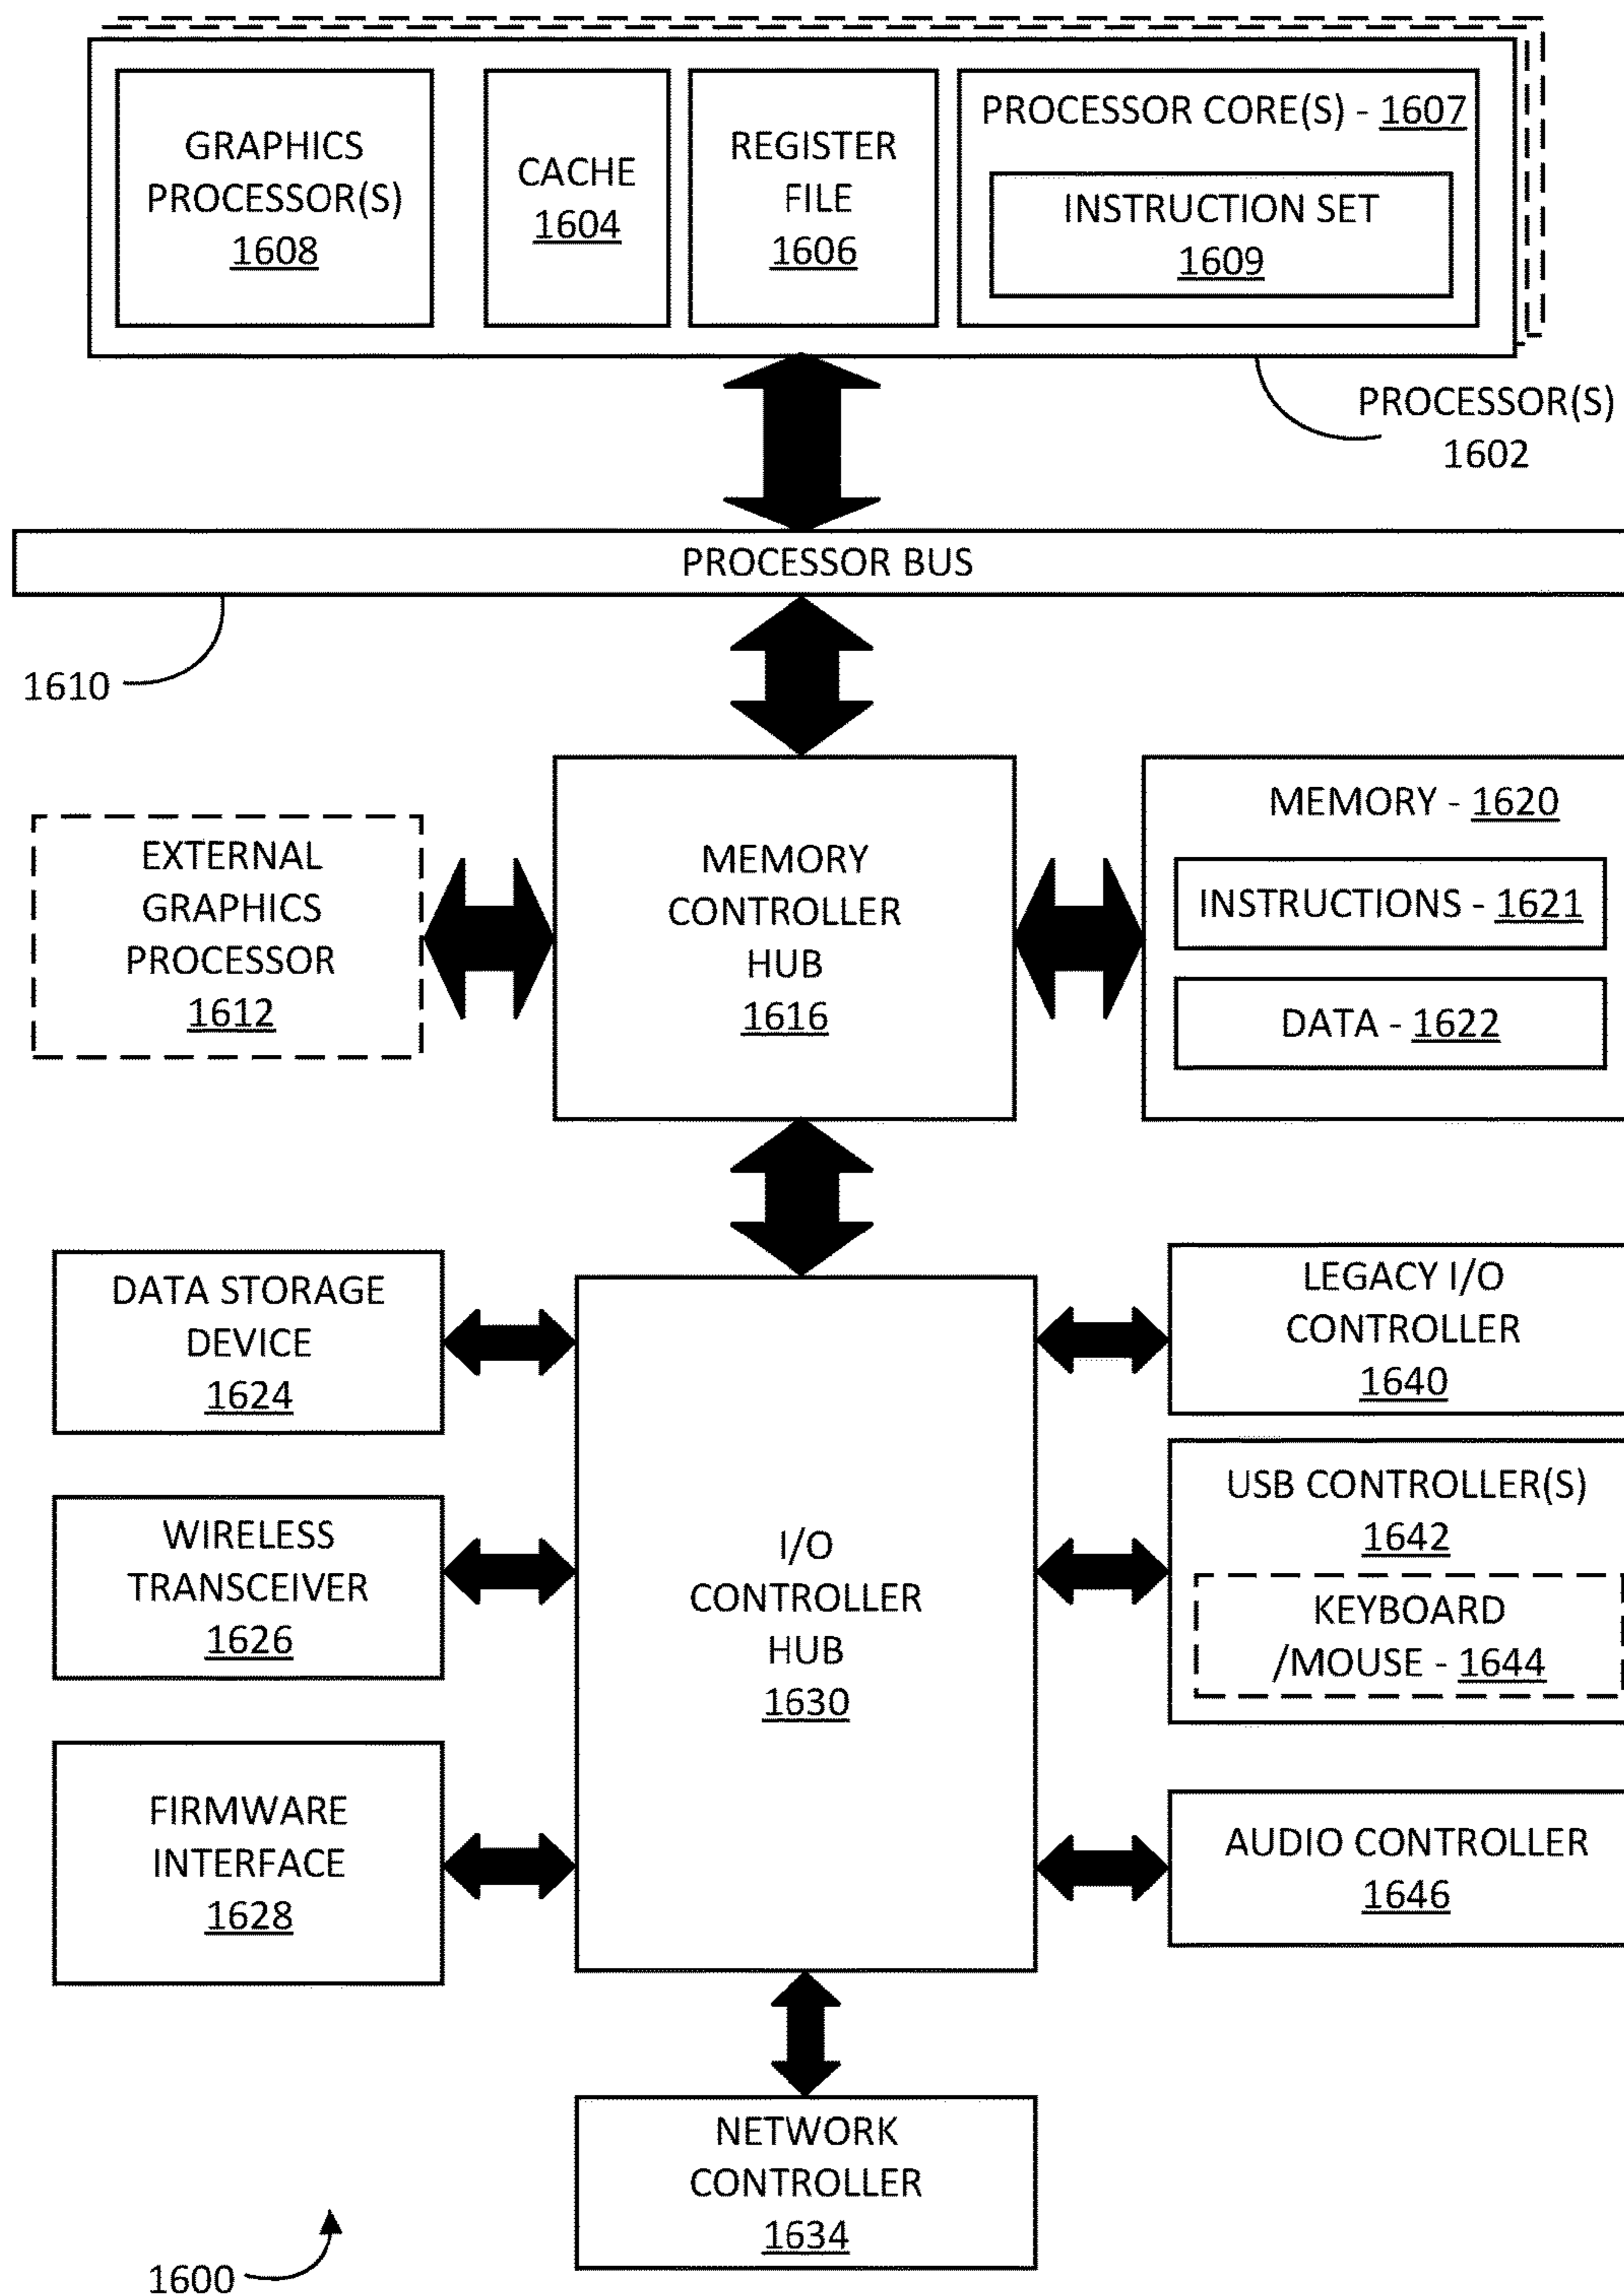 GRAPHICS
PROCESSOR(S)
1608
CACHE
1604
REGISTER
FILE
1606
PROCESSOR CORE(S) - 1607
INSTRUCTION SET
1609
PROCESSOR(S)
1602
PROCESSOR BUS
1610
EXTERNAL
GRAPHICS
PROCESSOR
1612
MEMORY
CONTROLLER
HUB
1616
MEMORY - 1620
INSTRUCTIONS - 1621
DATA - 1622
DATA STORAGE
DEVICE
1624
WIRELESS
TRANSCEIVER
1626
FIRMWARE
INTERFACE
1628
I/O
CONTROLLER
HUB
1630
LEGACY I/O
CONTROLLER
1640
USB CONTROLLER(S)
1642
KEYBOARD
/MOUSE - 1644
AUDIO CONTROLLER
1646
NETWORK
CONTROLLER
1634
1600